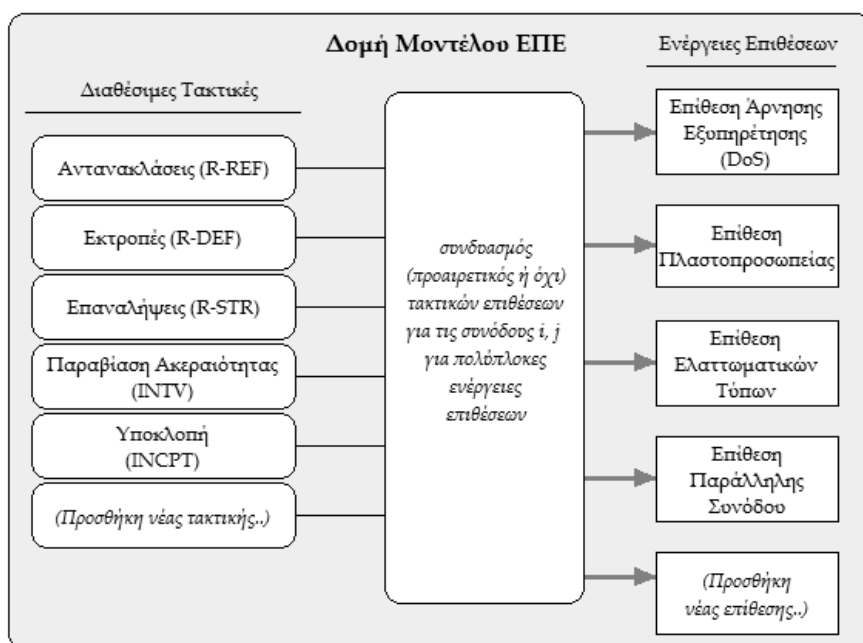 Δομή Μοντέλου ΕΠΕ
Διαθέσιμες Τακτικές
Αντανακλάσεις (R-REF)
Εκτροπές (R-DEF)
Επαναλήψεις (R-STR)
Παραβίαση Ακεραιότητας
(INTV)
Υποκλοπή
(INCPT)
(Προσθήκη νέας τακτικής..)
συνδυασμός
(προαιρετικός ή όχι)
τακτικών επιθέσεων
για τις συνόδους i, j
για πολύπλοκες
ενέργειες
επιθέσεων
Ενέργειες Επιθέσεων
Επίθεση Άρνησης
Εξυπηρέτησης
(DoS)
Επίθεση
Πλαστοπροσωπείας
Επίθεση
Ελαττωματικών
Τύπων
Επίθεση
Παράλληλης
Συνόδου
(Προσθήκη
νέας επίθεσης..)